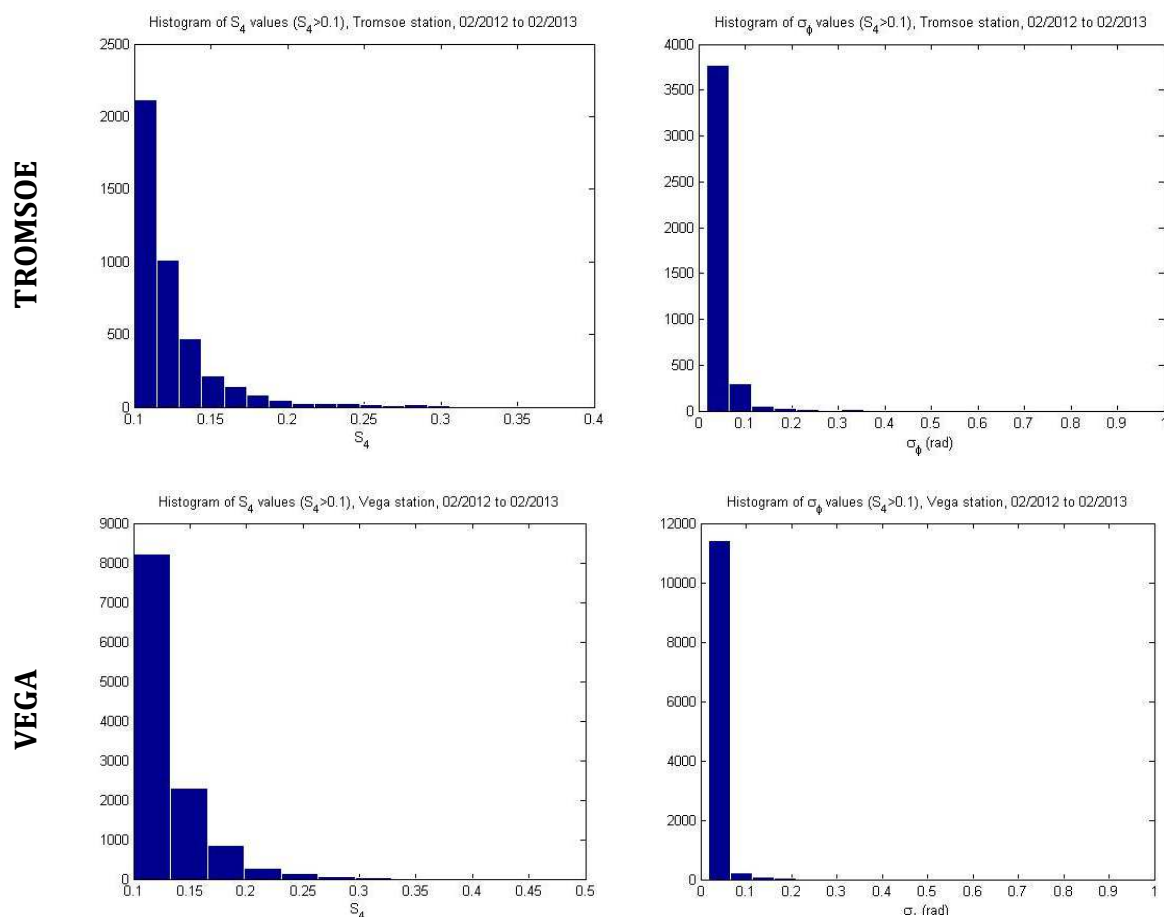 TROMSOE
Histogram of S₄ values (S₄>0.1), Tromsoe station, 02/2012 to 02/2013
2500
2000
1500
1000
500
0
0.1 0.15 0.2 0.25 0.3 0.35 0.4
S₄
Histogram of σϕ values (S₄>0.1), Tromsoe station, 02/2012 to 02/2013
4000
3500
3000
2500
2000
1500
1000
500
0
0 0.1 0.2 0.3 0.4 0.5 0.6 0.7 0.8 0.9 1
σϕ (rad)
VEGA
Histogram of S₄ values (S₄>0.1), Vega station, 02/2012 to 02/2013
9000
8000
7000
6000
5000
4000
3000
2000
1000
0
0.1 0.15 0.2 0.25 0.3 0.35 0.4 0.45 0.5
S₄
Histogram of σϕ values (S₄>0.1), Vega station, 02/2012 to 02/2013
12000
10000
8000
6000
4000
2000
0
0 0.1 0.2 0.3 0.4 0.5 0.6 0.7 0.8 0.9 1
σ (rad)